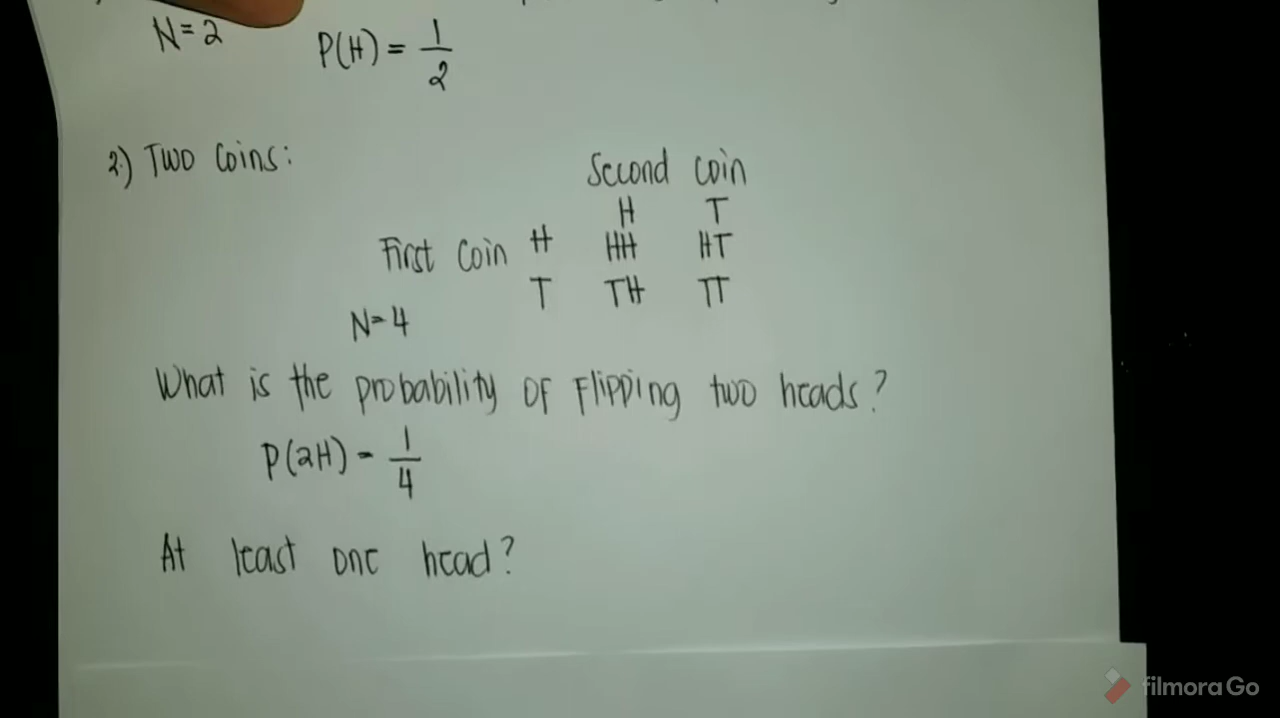 N=2
P(H) = 1/2
2.) Two Coins:
Second coin
H T
First Coin H HH HT
T TH TT
N=4
What is the probability of Flipping two heads?
P(2H) = 1/4
At least one head?
filmoraGo